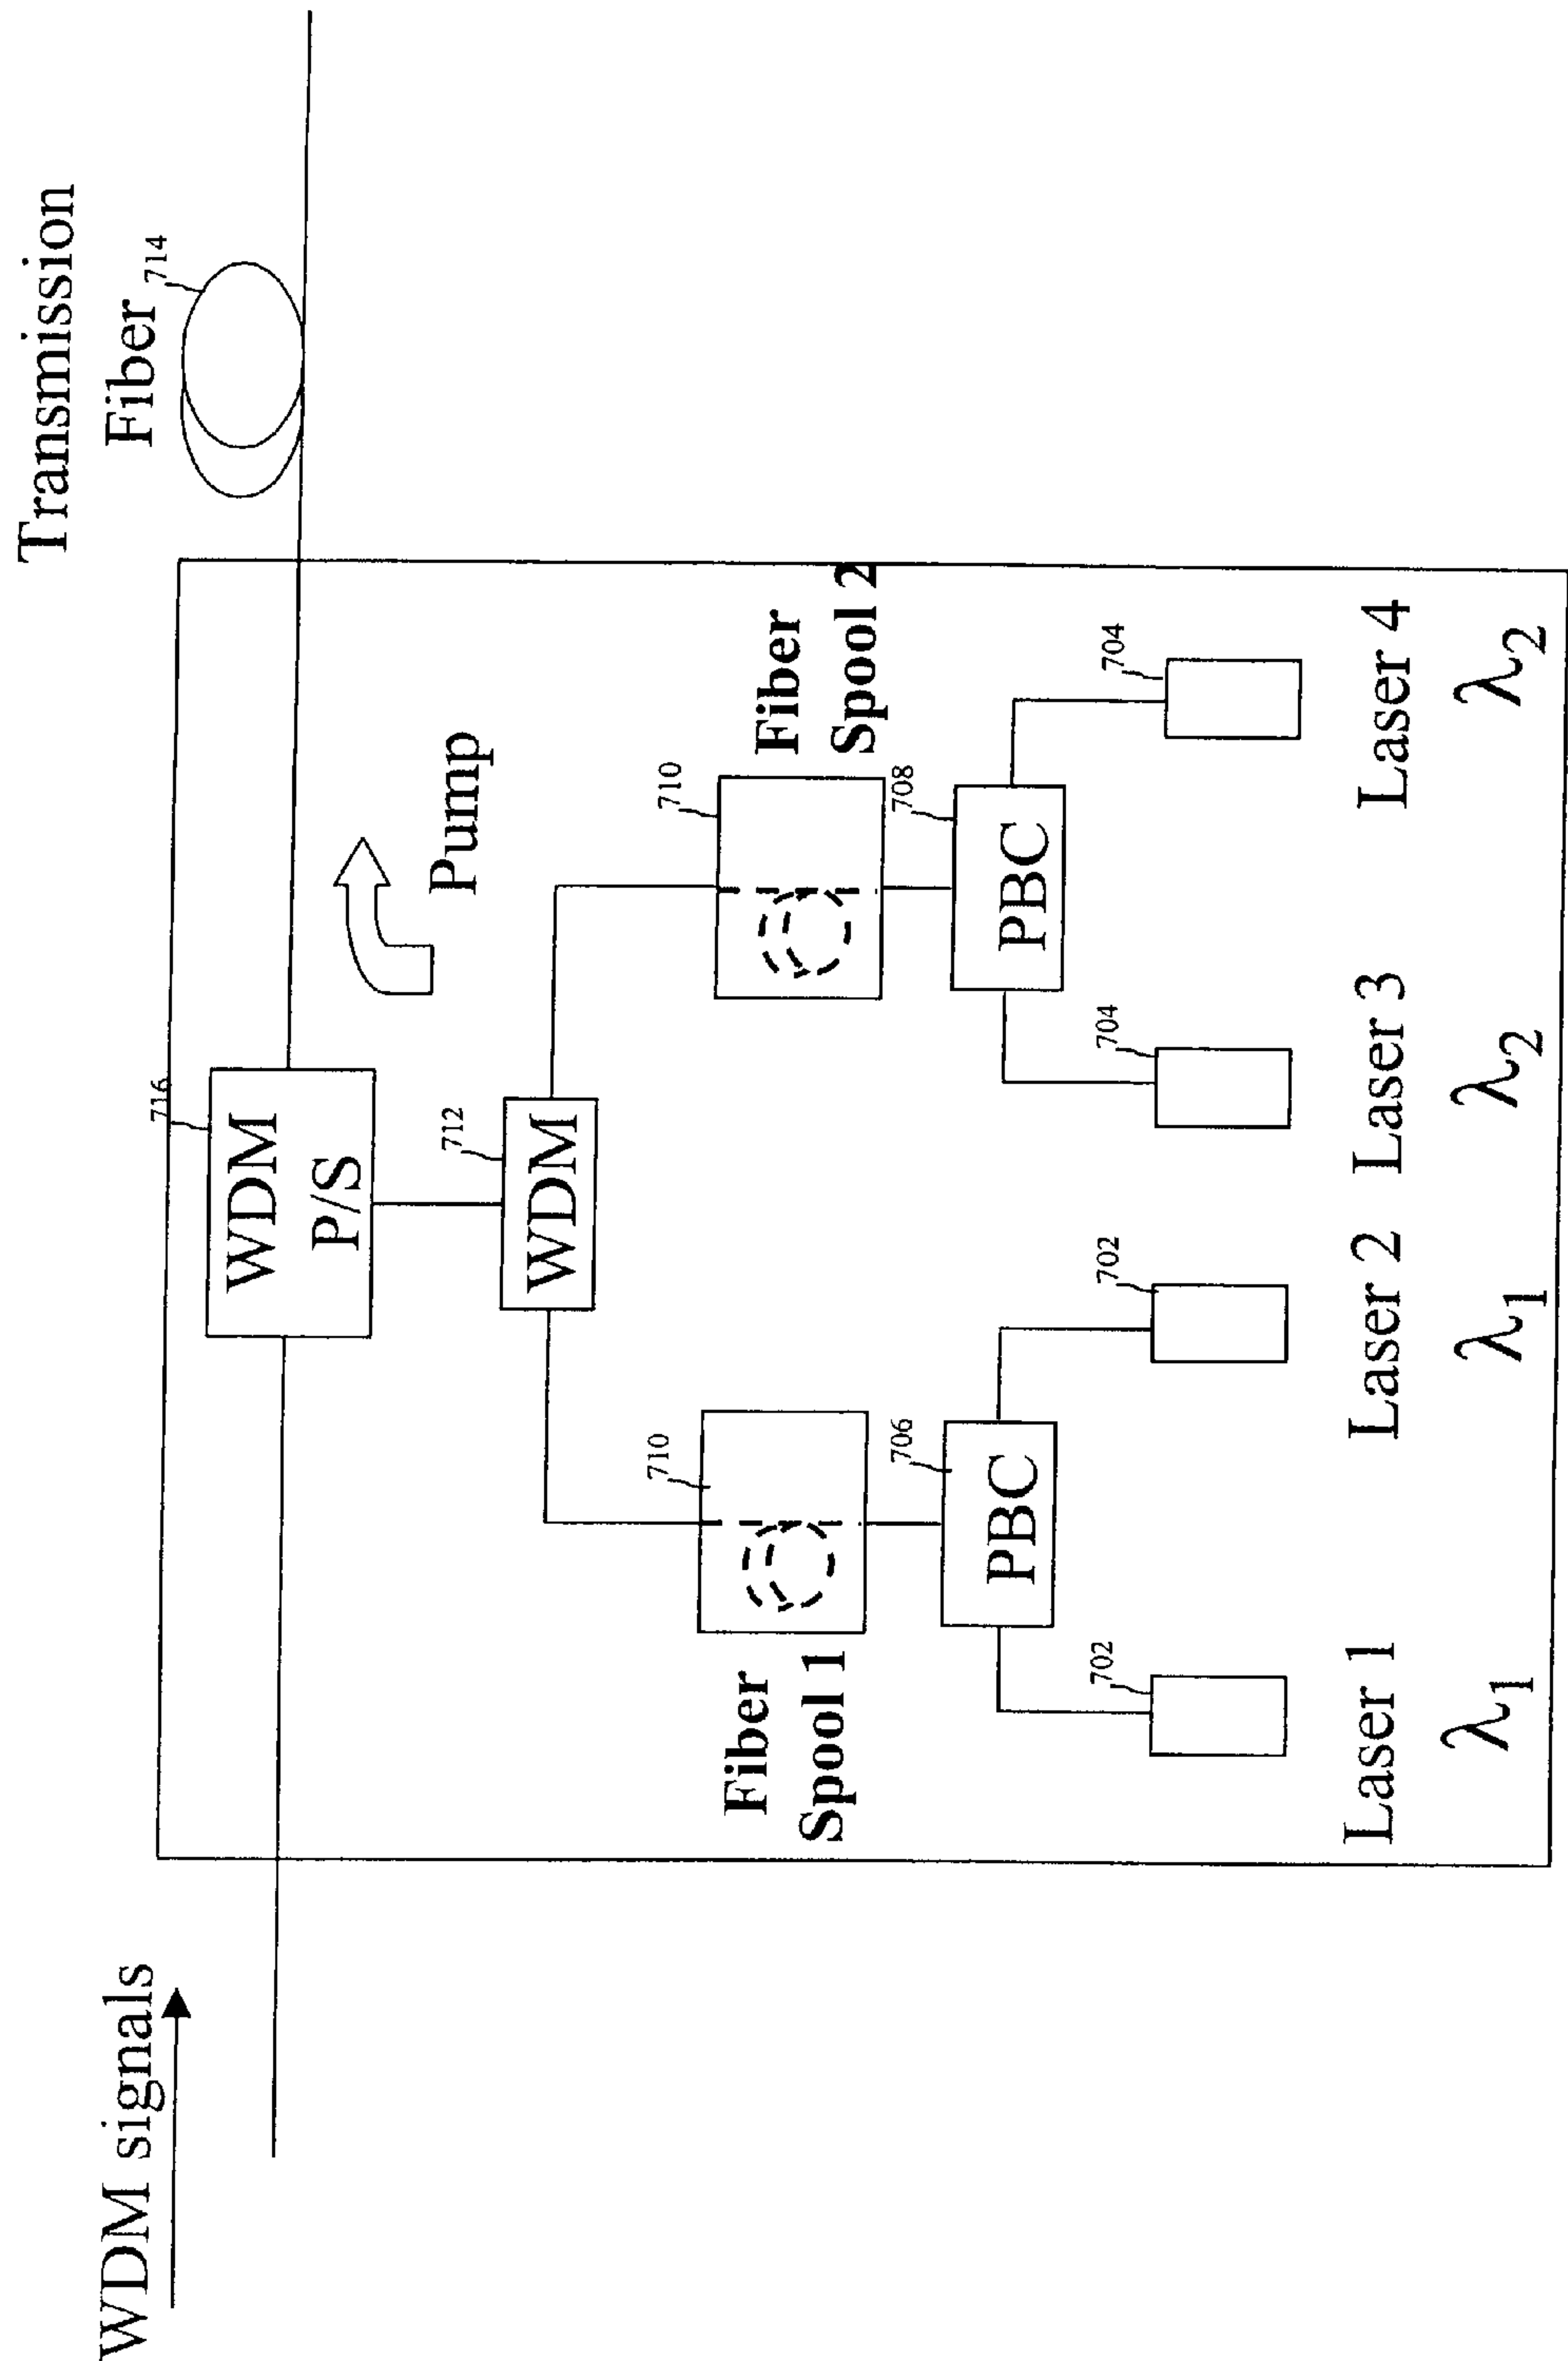 WDM signals
Transmission
Fiber
714
716
WDM
P/S
Pump
712
WDM
Fiber
Spool 1
710
710
Fiber
Spool 2
706
PBC
708
PBC
702
702
704
704
Laser 1
Laser 2
Laser 3
Laser 4
λ1
λ1
λ2
λ2